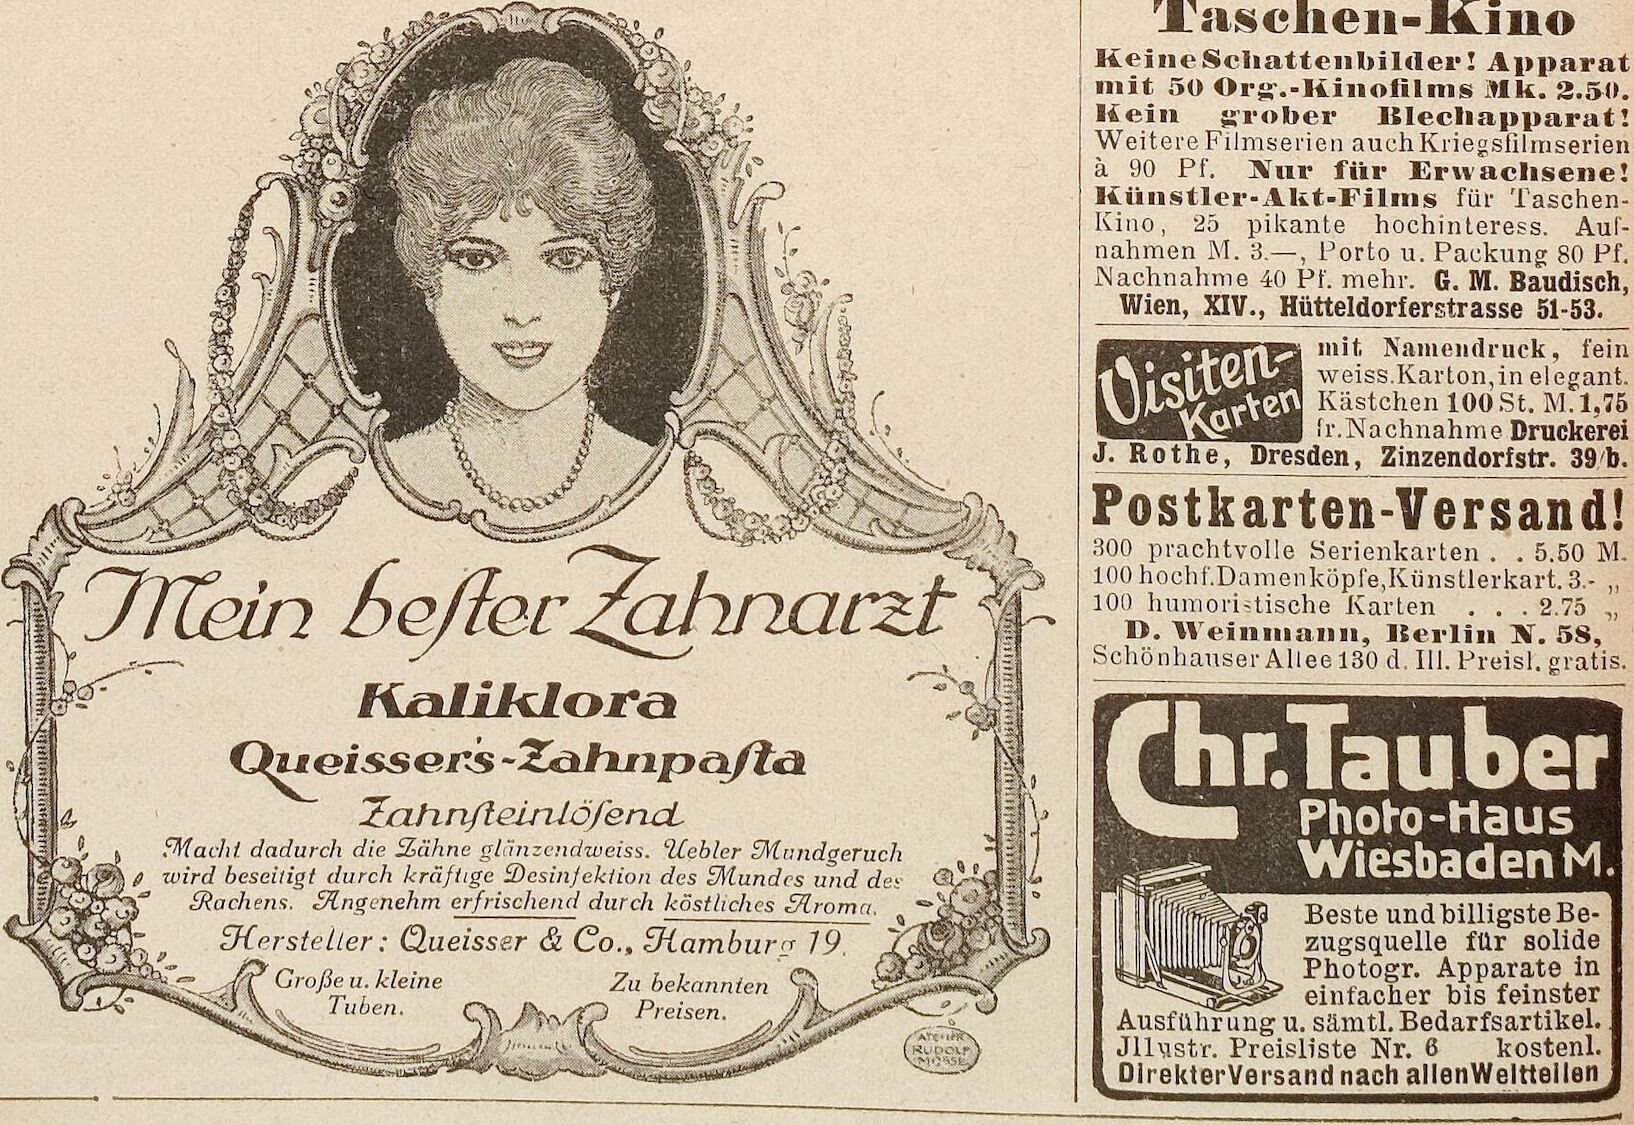 Mein bester Zahnarzt
Kaliklora
Queisser's-Zahnpasta
Zahnsteinlösend
Macht dadurch die Zähne glänzendweiss. Uebler Mundgeruch
wird beseitigt durch kräftige Desinfektion des Mundes und des
Rachens. Angenehm erfrischend durch köstliches Aroma.
Hersteller: Queisser & Co., Hamburg 19.
Große u. kleine
Tuben.
Zu bekannten
Preisen.
ATELIER
RUDOLF
MOSSE
Taschen-Kino
Keine Schattenbilder! Apparat
mit 50 Org.-Kinofilms Mk. 2.50.
Kein grober Blechapparat!
Weitere Filmserien auch Kriegsfilmserien
à 90 Pf. Nur für Erwachsene!
Künstler-Akt-Films für Taschen-
Kino, 25 pikante hochinteress. Auf-
nahmen M. 3.—, Porto u. Packung 80 Pf.
Nachnahme 40 Pf. mehr. G. M. Baudisch,
Wien, XIV., Hütteldorferstrasse 51-53.
Visiten-
Karten
mit Namendruck, fein
weiss. Karton, in elegant.
Kästchen 100 St. M. 1,75
fr. Nachnahme Druckerei
J. Rothe, Dresden, Zinzendorfstr. 39/b.
Postkarten-Versand!
300 prachtvolle Serienkarten . . 5.50 M.
100 hochf. Damenköpfe, Künstlerkart. 3.- „
100 humoristische Karten . . . 2.75 „
D. Weinmann, Berlin N. 58,
Schönhauser Allee 130 d. Ill. Preisl. gratis.
Chr. Tauber
Photo-Haus
Wiesbaden M.
Beste und billigste Be-
zugsquelle für solide
Photogr. Apparate in
einfacher bis feinster
Ausführung u. sämtl. Bedarfsartikel.
Jllustr. Preisliste Nr. 6 kostenl.
Direkter Versand nach allen Weltteilen